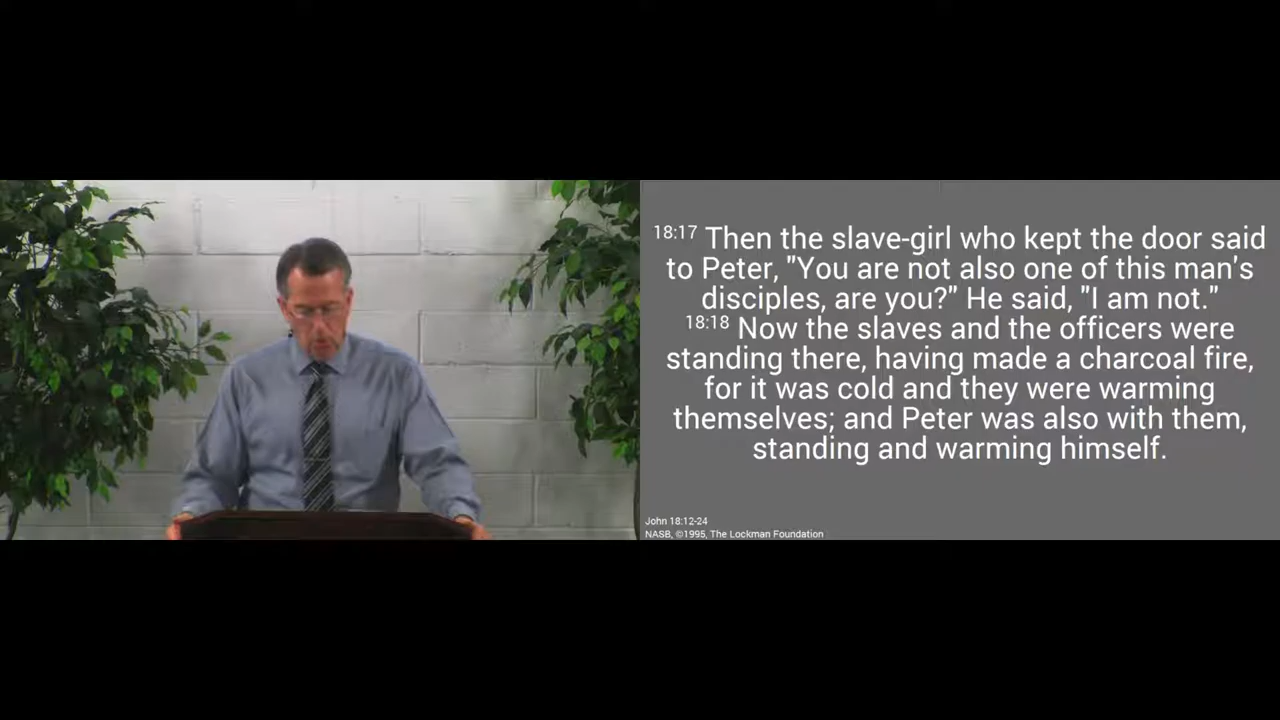 18:17 Then the slave-girl who kept the door said
to Peter, "You are not also one of this man's
disciples, are you?" He said, "I am not."
18:18 Now the slaves and the officers were
standing there, having made a charcoal fire,
for it was cold and they were warming
themselves; and Peter was also with them,
standing and warming himself.
John 18:12-24
NASB, ©1995, The Lockman Foundation